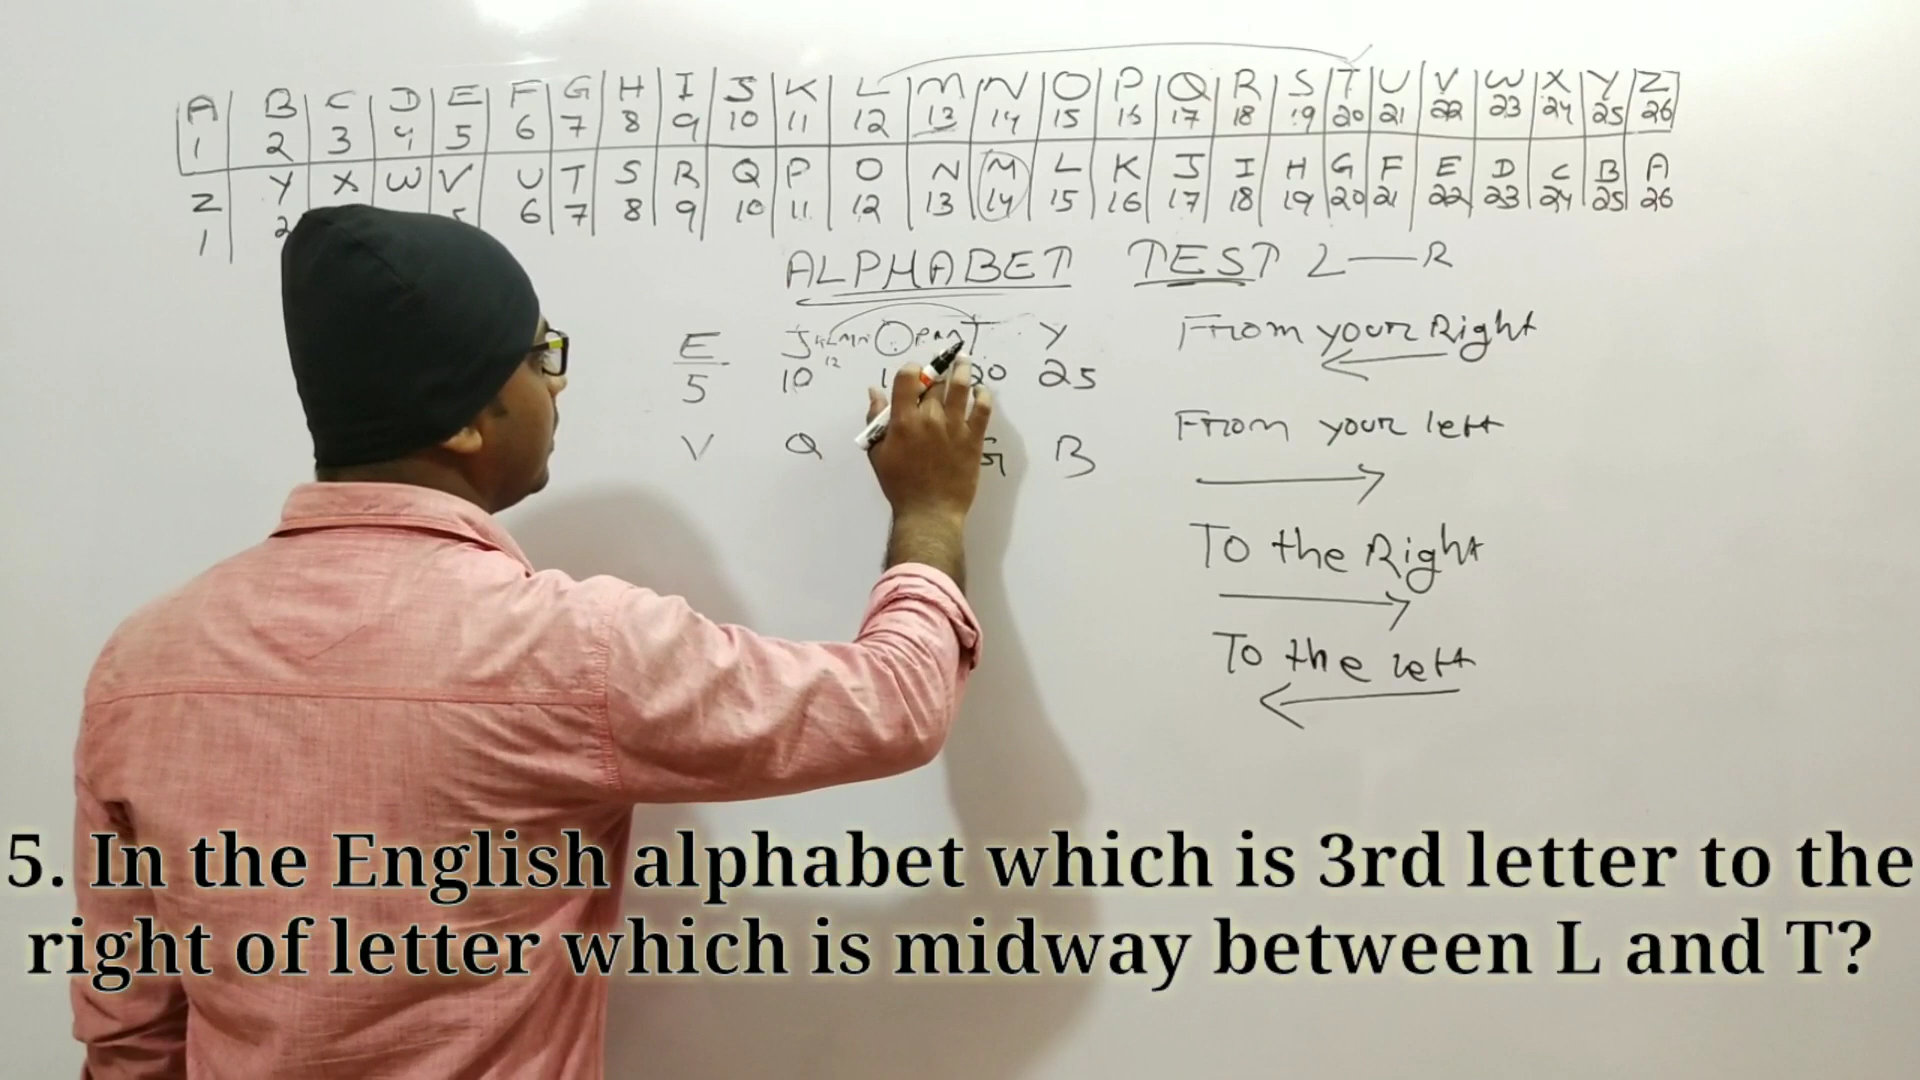 A B C D E F G H I J K L M N O P Q R S T U V W X Y Z
1 2 3 4 5 6 7 8 9 10 11 12 13 14 15 16 17 18 19 20 21 22 23 24 25 26
Z Y X W V U T S R Q P O N M L K J I H G F E D C B A
1 2 6 7 8 9 10 11 12 13 14 15 16 17 18 19 20 21 22 23 24 25 26
ALPHABET TEST L—R
E J K L M N O P T Y
5 10 12 1 20 25
V Q G B
From your Right
From your left
To the Right
To the left
5. In the English alphabet which is 3rd letter to the
right of letter which is midway between L and T?